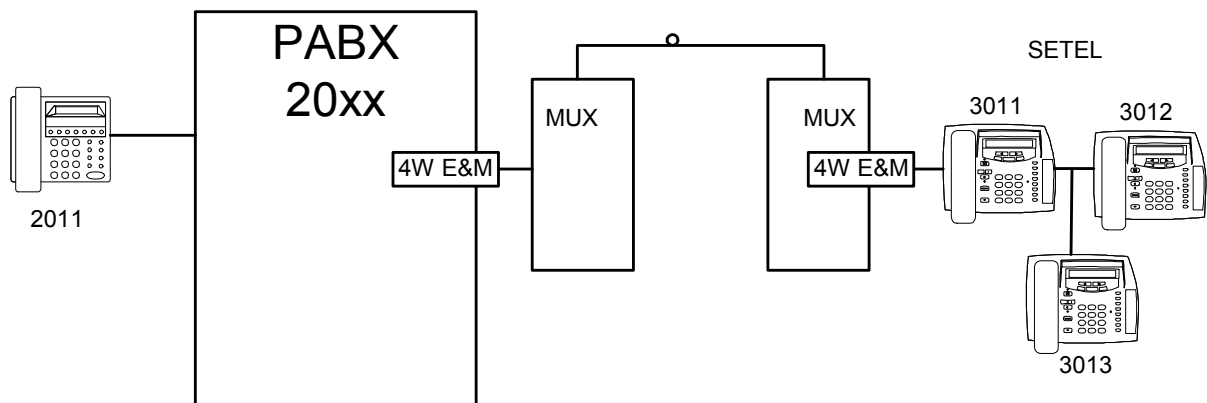 PABX
20xx
SETEL
MUX
MUX
3011
3012
4W E&M
4W E&M
2011
3013